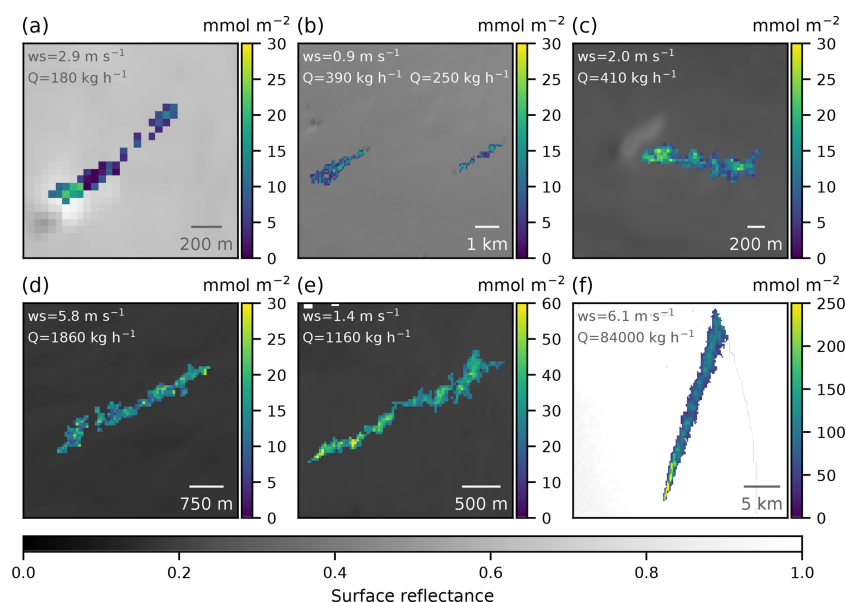 (a) mmol m⁻² (b) mmol m⁻² (c) mmol m⁻²
ws=2.9 m s⁻¹
Q=180 kg h⁻¹
200 m
30
25
20
15
10
5
0
ws=0.9 m s⁻¹
Q=390 kg h⁻¹ Q=250 kg h⁻¹
1 km
30
25
20
15
10
5
0
ws=2.0 m s⁻¹
Q=410 kg h⁻¹
200 m
30
25
20
15
10
5
0
(d) mmol m⁻² (e) mmol m⁻² (f) mmol m⁻²
ws=5.8 m s⁻¹
Q=1860 kg h⁻¹
750 m
30
25
20
15
10
5
0
ws=1.4 m s⁻¹
Q=1160 kg h⁻¹
500 m
60
50
40
30
20
10
0
ws=6.1 m s⁻¹
Q=84000 kg h⁻¹
5 km
250
200
150
100
50
0
0.0 0.2 0.4 0.6 0.8 1.0
Surface reflectance